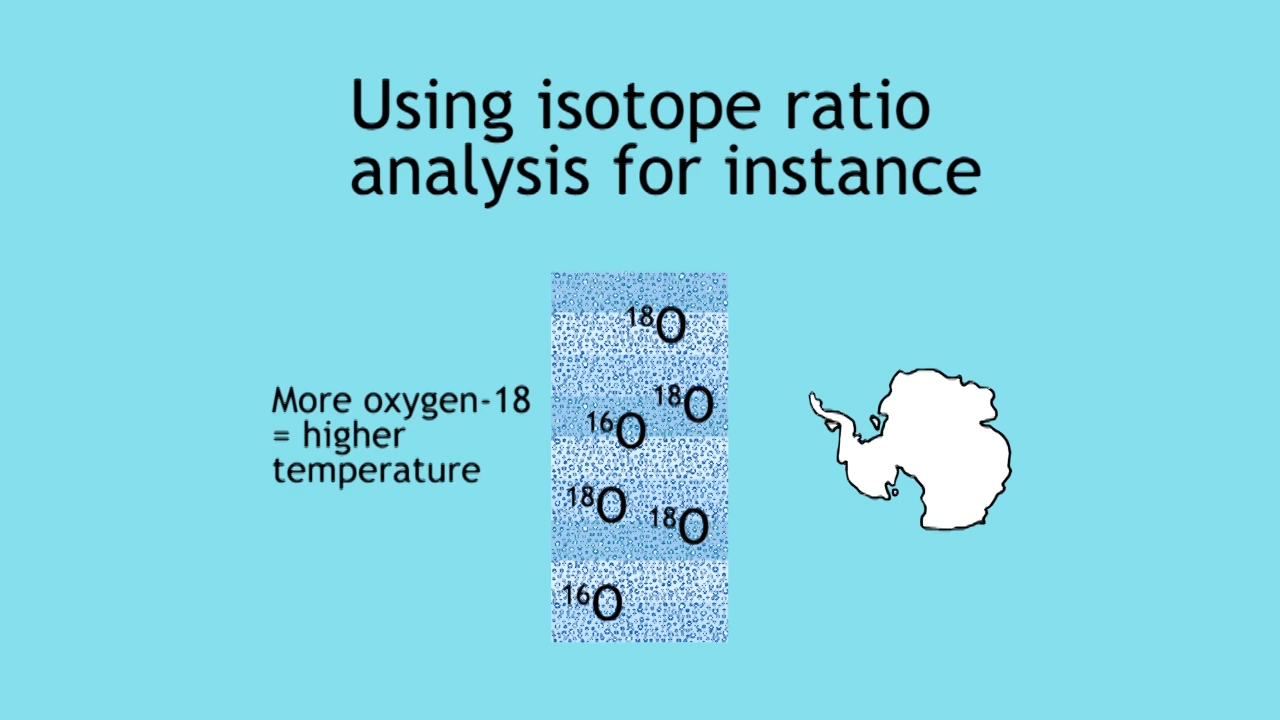 Using isotope ratio
analysis for instance
¹⁸O
More oxygen-18
= higher
temperature
¹⁸O
¹⁶O
¹⁸O
¹⁸O
¹⁶O